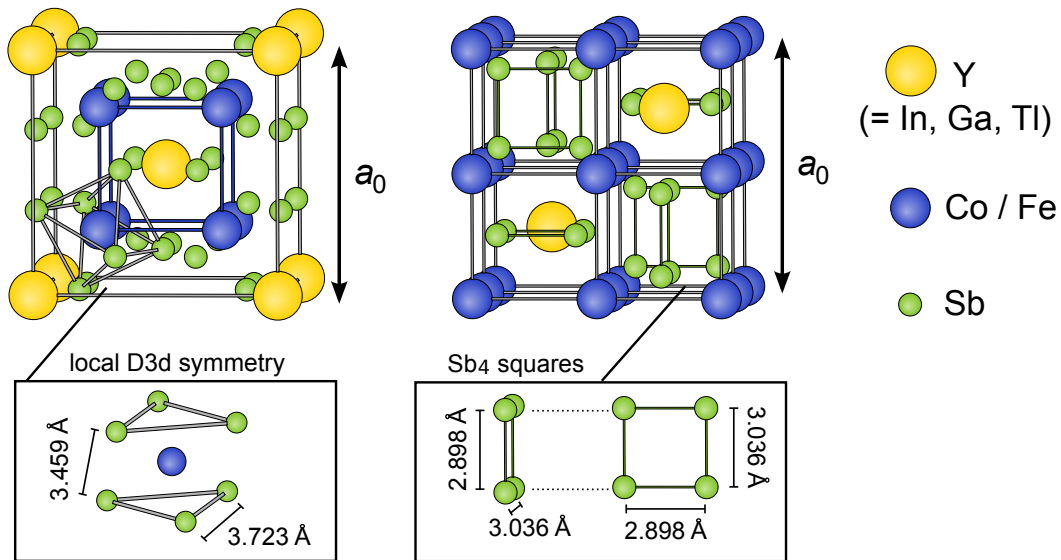 a0
a0
Y
(= In, Ga, Tl)
Co / Fe
Sb
local D3d symmetry
3.459 Å
3.723 Å
Sb4 squares
2.898 Å
3.036 Å
2.898 Å
3.036 Å